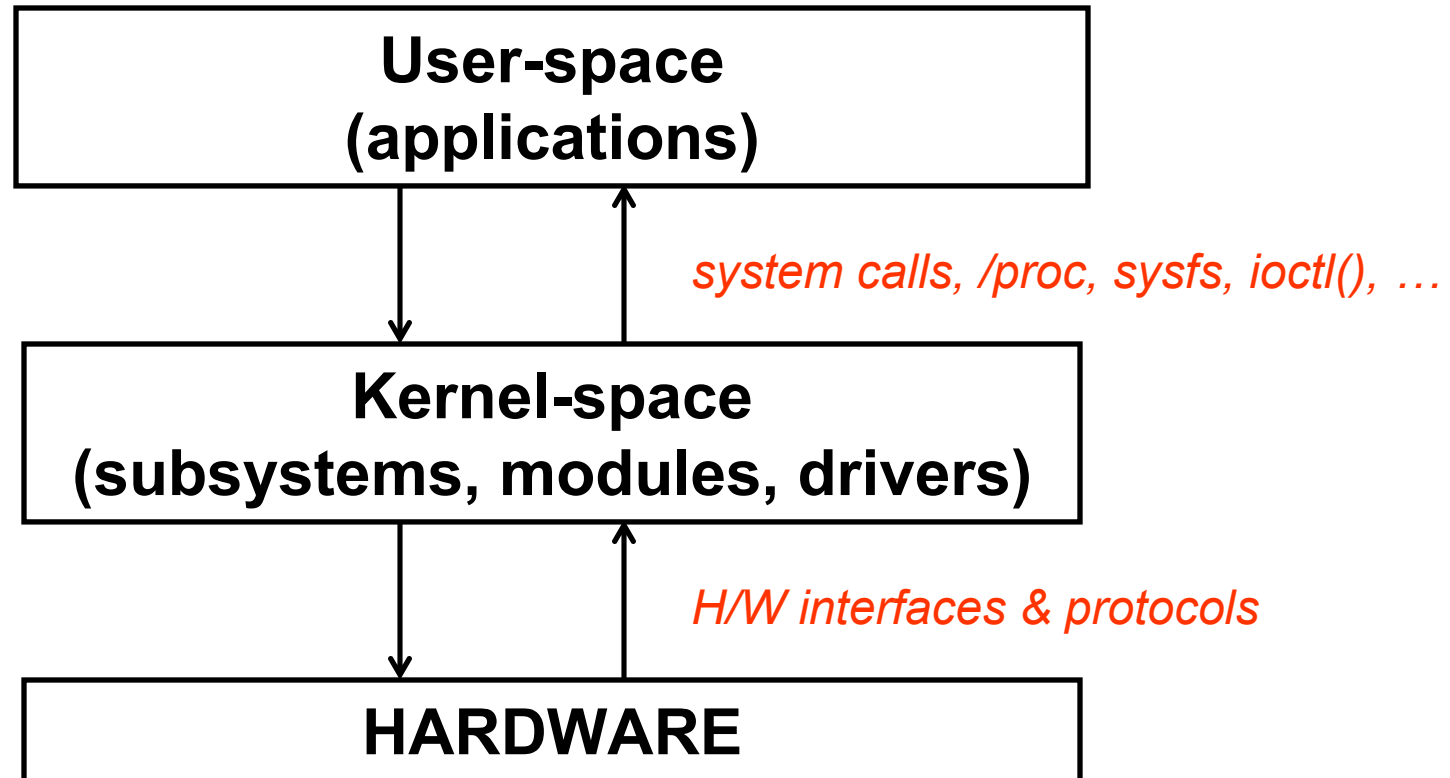 User-space
(applications)
system calls, /proc, sysfs, ioctl(), …
Kernel-space
(subsystems, modules, drivers)
H/W interfaces & protocols
HARDWARE